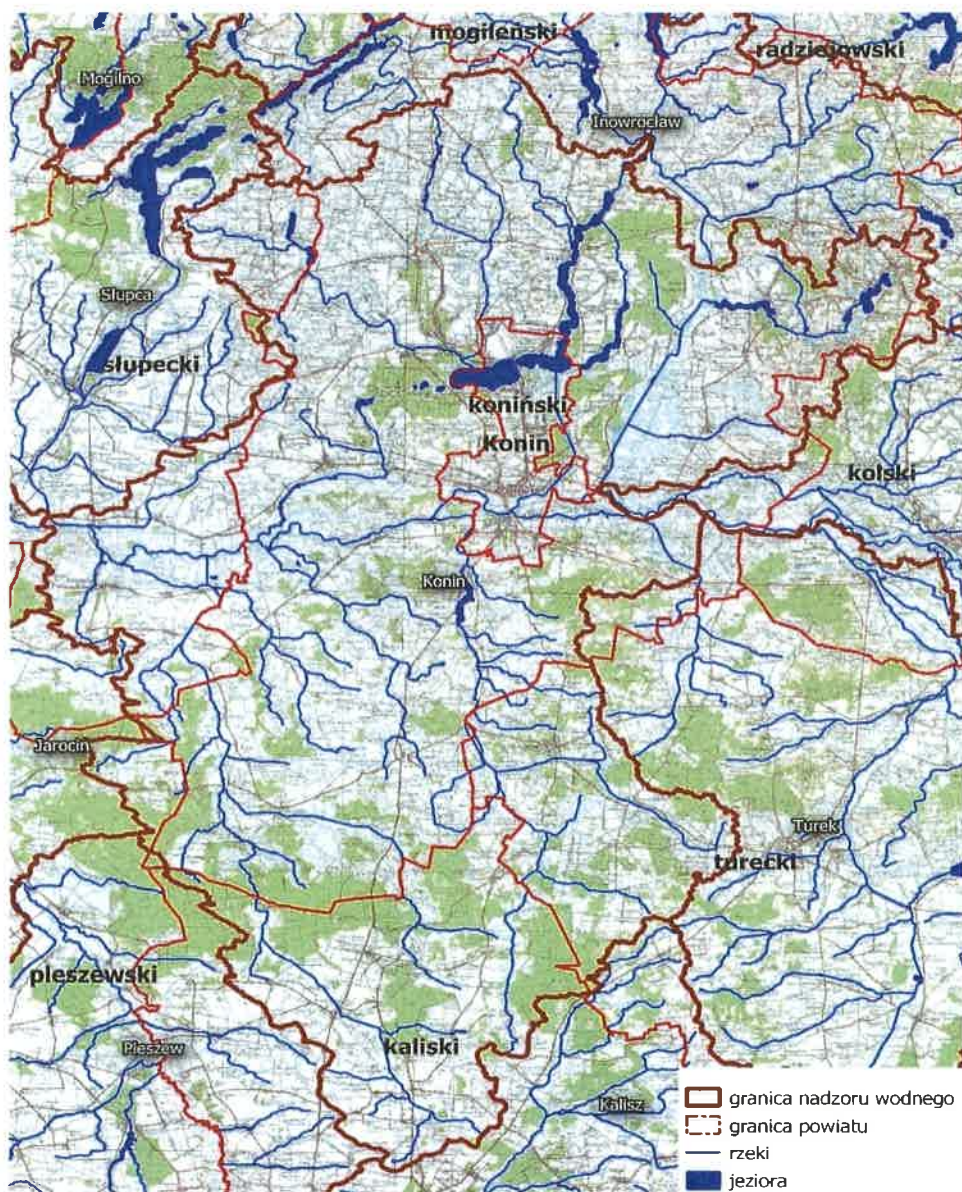 mogileński
radziejowski
Mogilno
Inowrocław
Słupca
słupecki
koniński
Konin
kolski
Konin
Jarocin
Turek
turecki
pleszewski
kaliski
Pleszew
Kalisz
granica nadzoru wodnego
granica powiatu
rzeki
jeziora